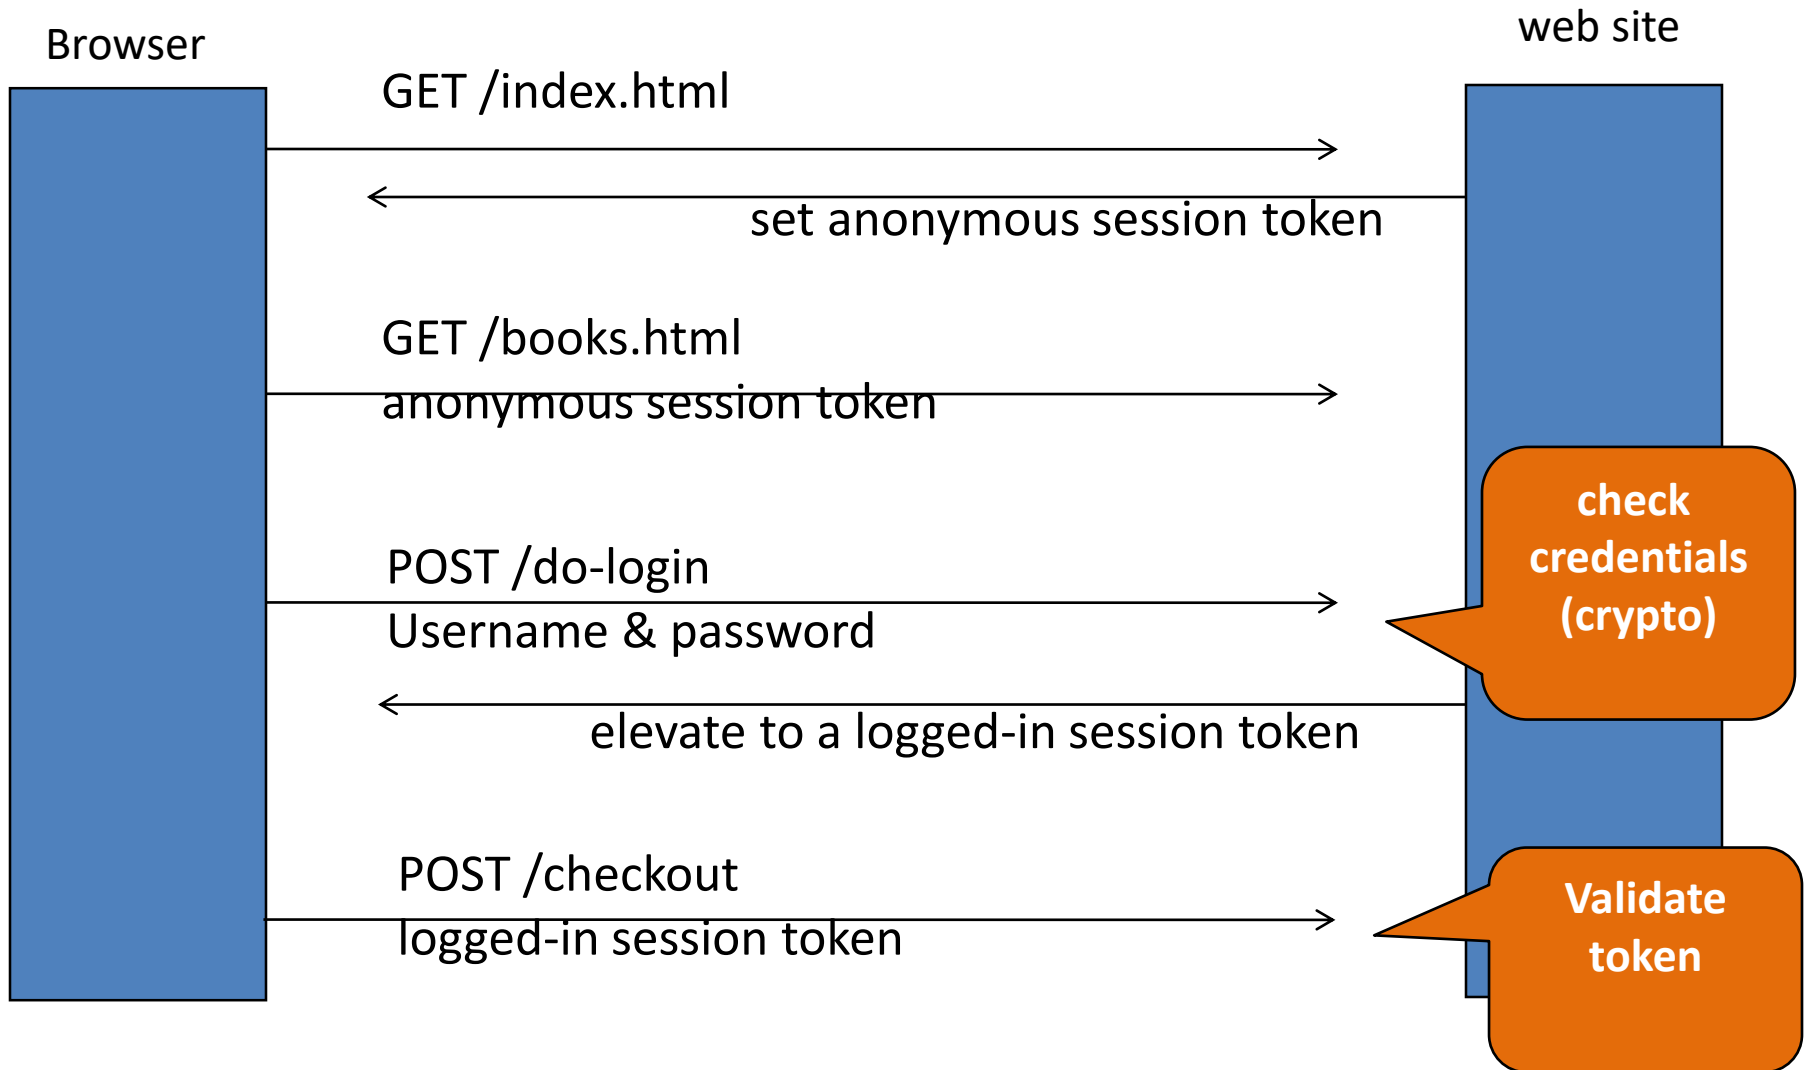 Browser
web site
GET /index.html
set anonymous session token
GET /books.html
anonymous session token
check
credentials
(crypto)
POST /do-login
Username & password
elevate to a logged-in session token
POST /checkout
logged-in session token
Validate
token